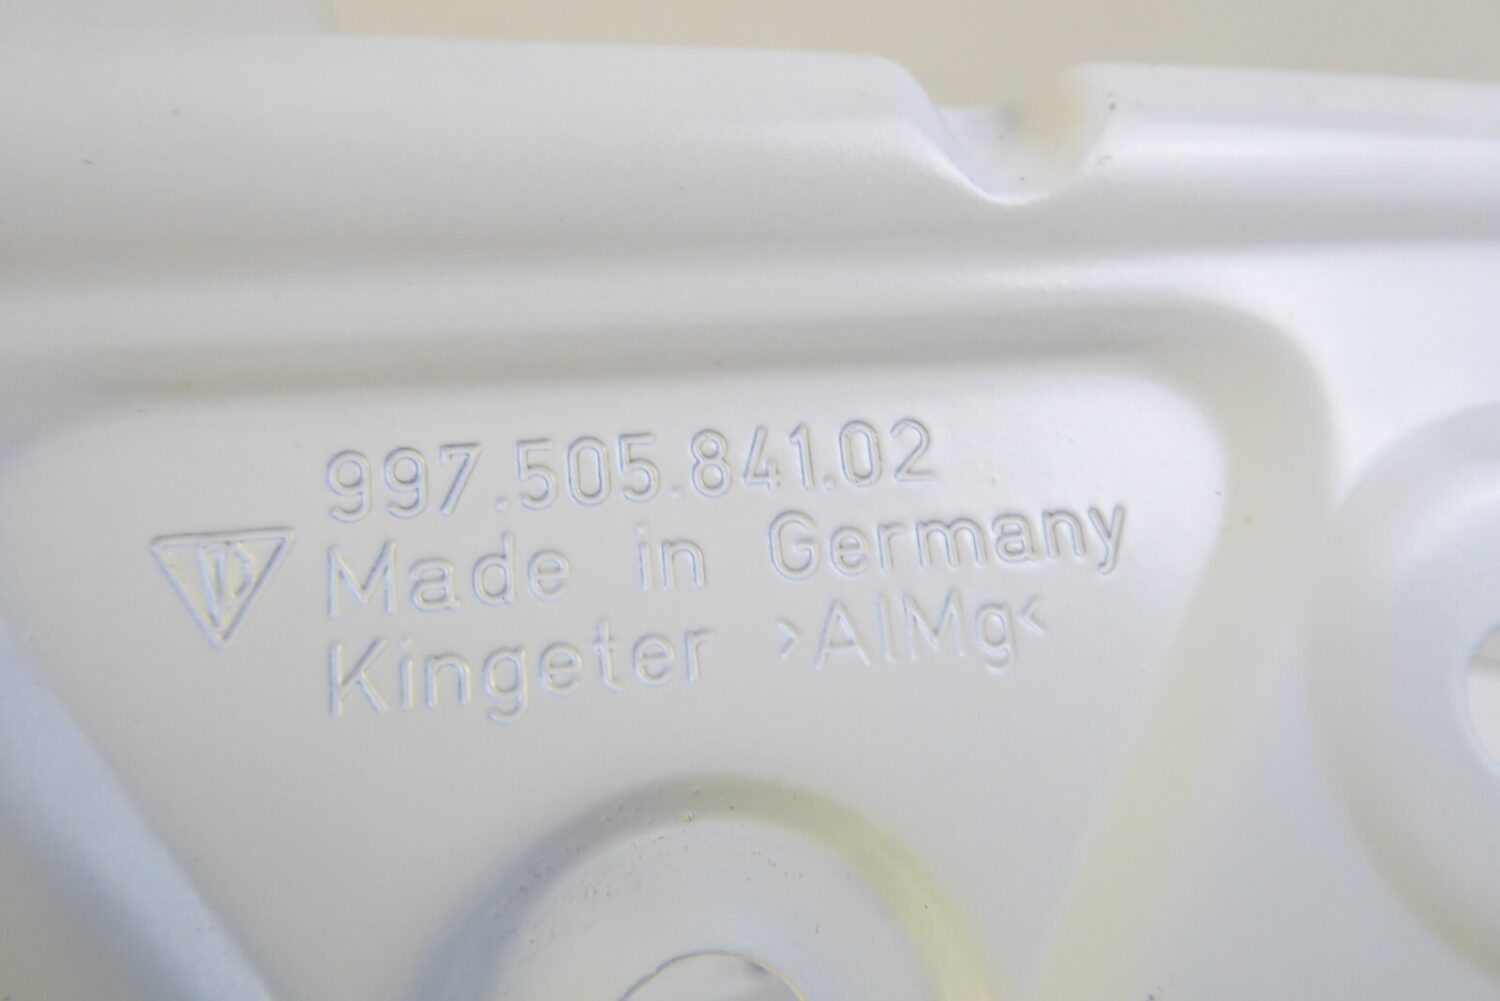 997.505.841.02
Made in Germany
Kingeter >AlMg<